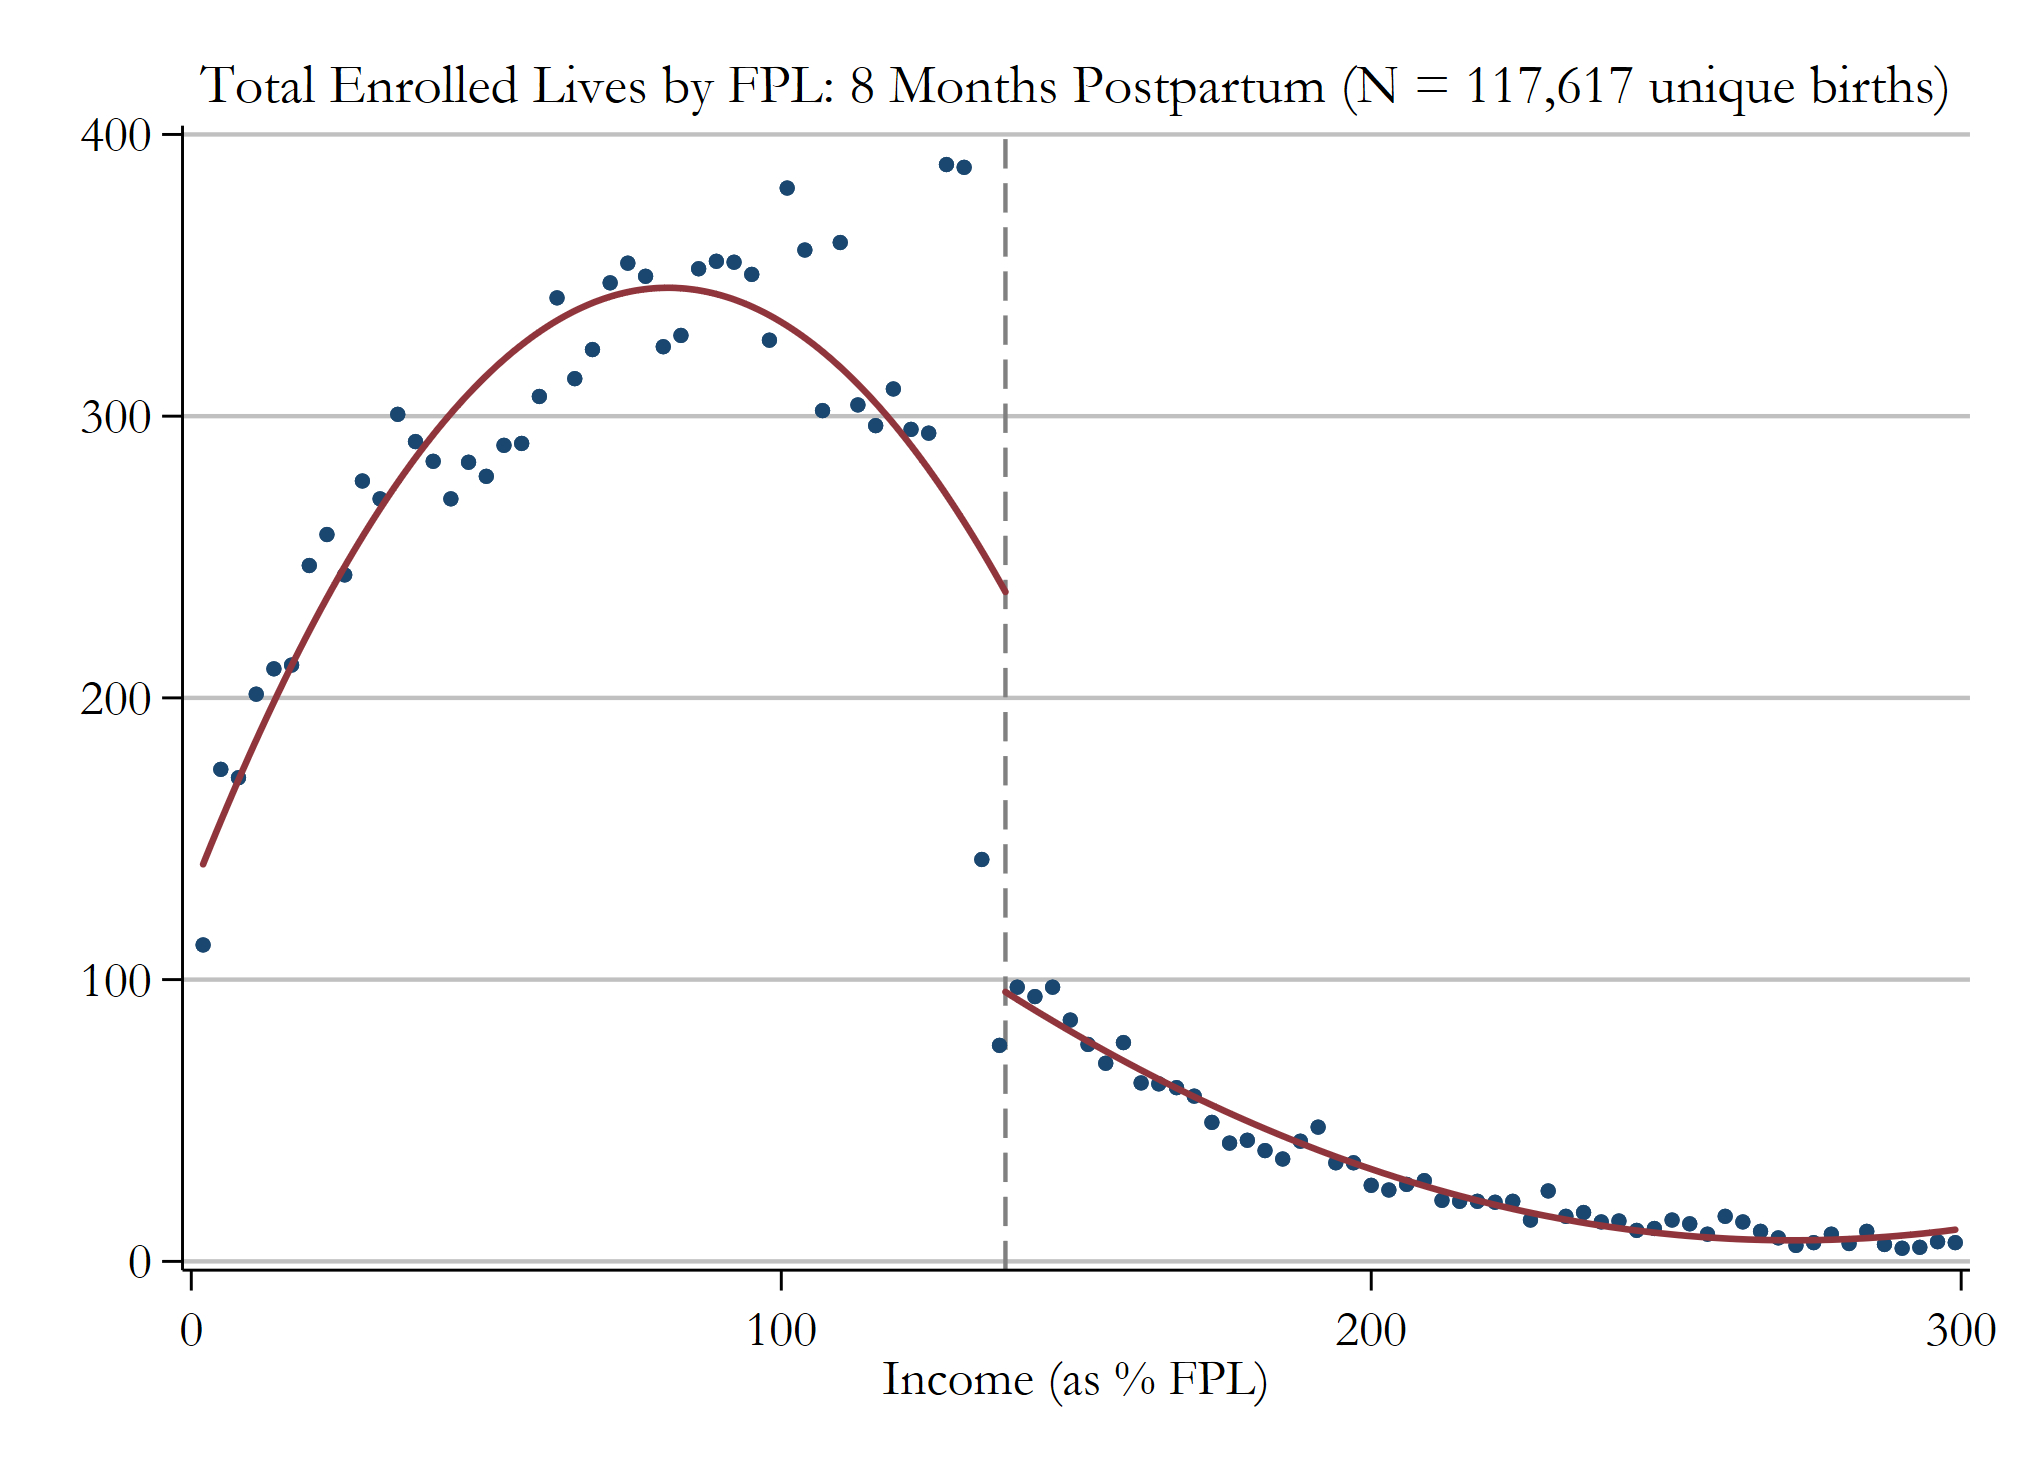 Total Enrolled Lives by FPL: 8 Months Postpartum (N = 117,617 unique births)
400
300
200
100
0
0 100 200 300
Income (as % FPL)